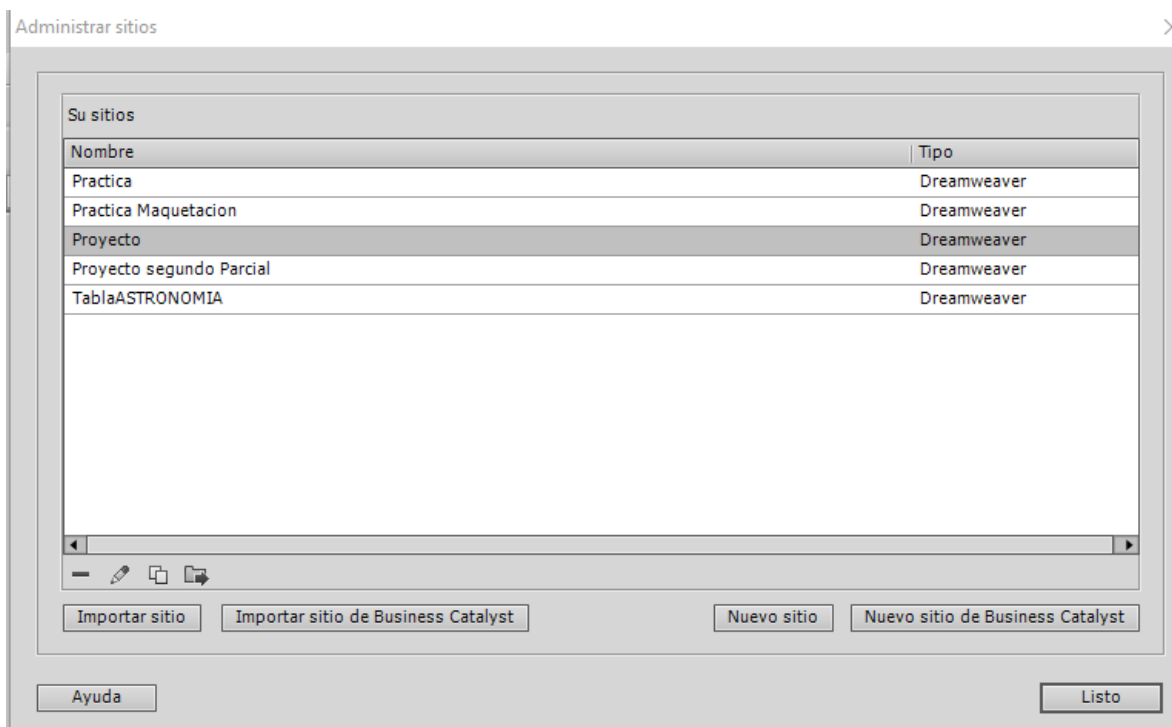 Administrar sitios
Su sitios
Nombre Tipo
Practica Dreamweaver
Practica Maquetacion Dreamweaver
Proyecto Dreamweaver
Proyecto segundo Parcial Dreamweaver
TablaASTRONOMIA Dreamweaver
Importar sitio Importar sitio de Business Catalyst Nuevo sitio Nuevo sitio de Business Catalyst
Ayuda Listo